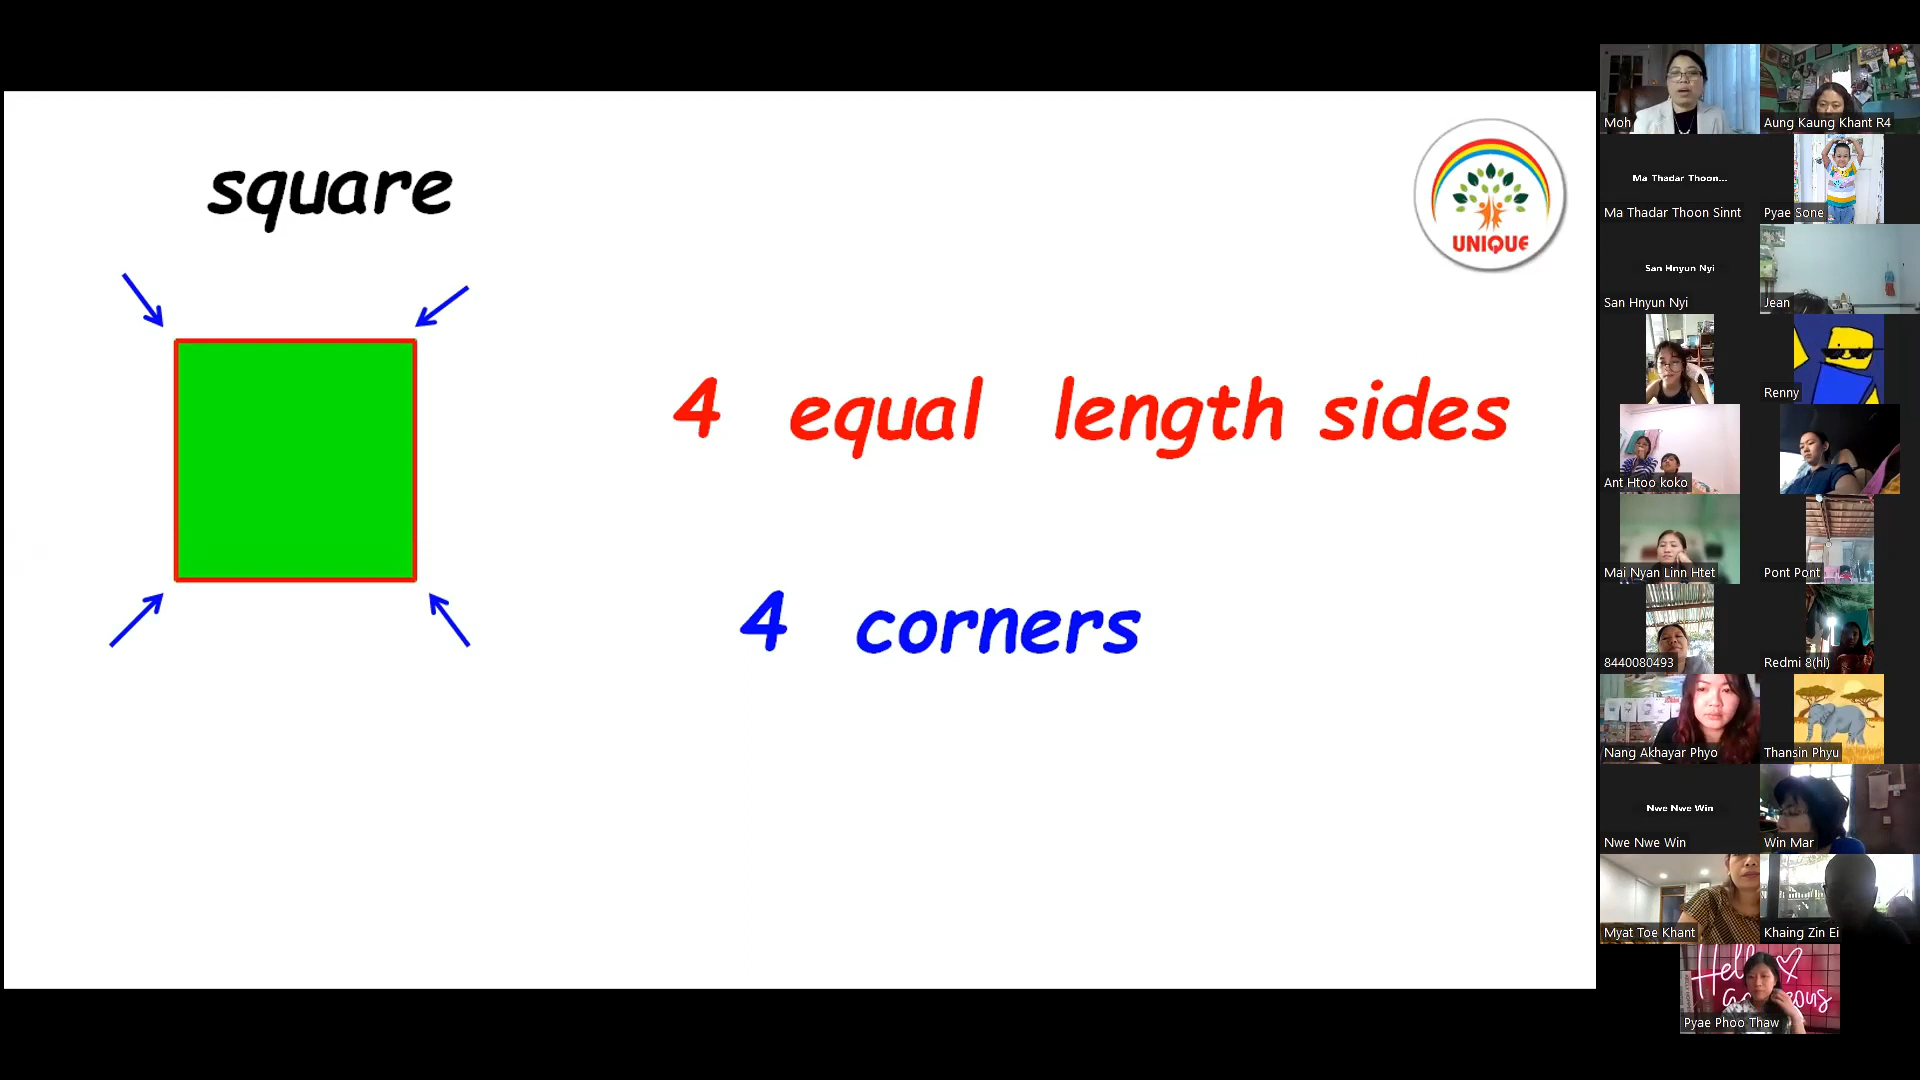 square
UNIQUE
4 equal length sides
4 corners
Moh
Aung Kaung Khant R4
Ma Thadar Thoon...
Ma Thadar Thoon Sinnt
Pyae Sone
San Hnyun Nyi
San Hnyun Nyi
Jean
Renny
Ant Htoo koko
Mai Nyan Linn Htet
Pont Pont
8440080493
Redmi 8(hl)
Nang Akhayar Phyo
Thansin Phyu
Nwe Nwe Win
Nwe Nwe Win
Win Mar
Myat Toe Khant
Khaing Zin Ei
Hello
Pyae Phoo Thaw